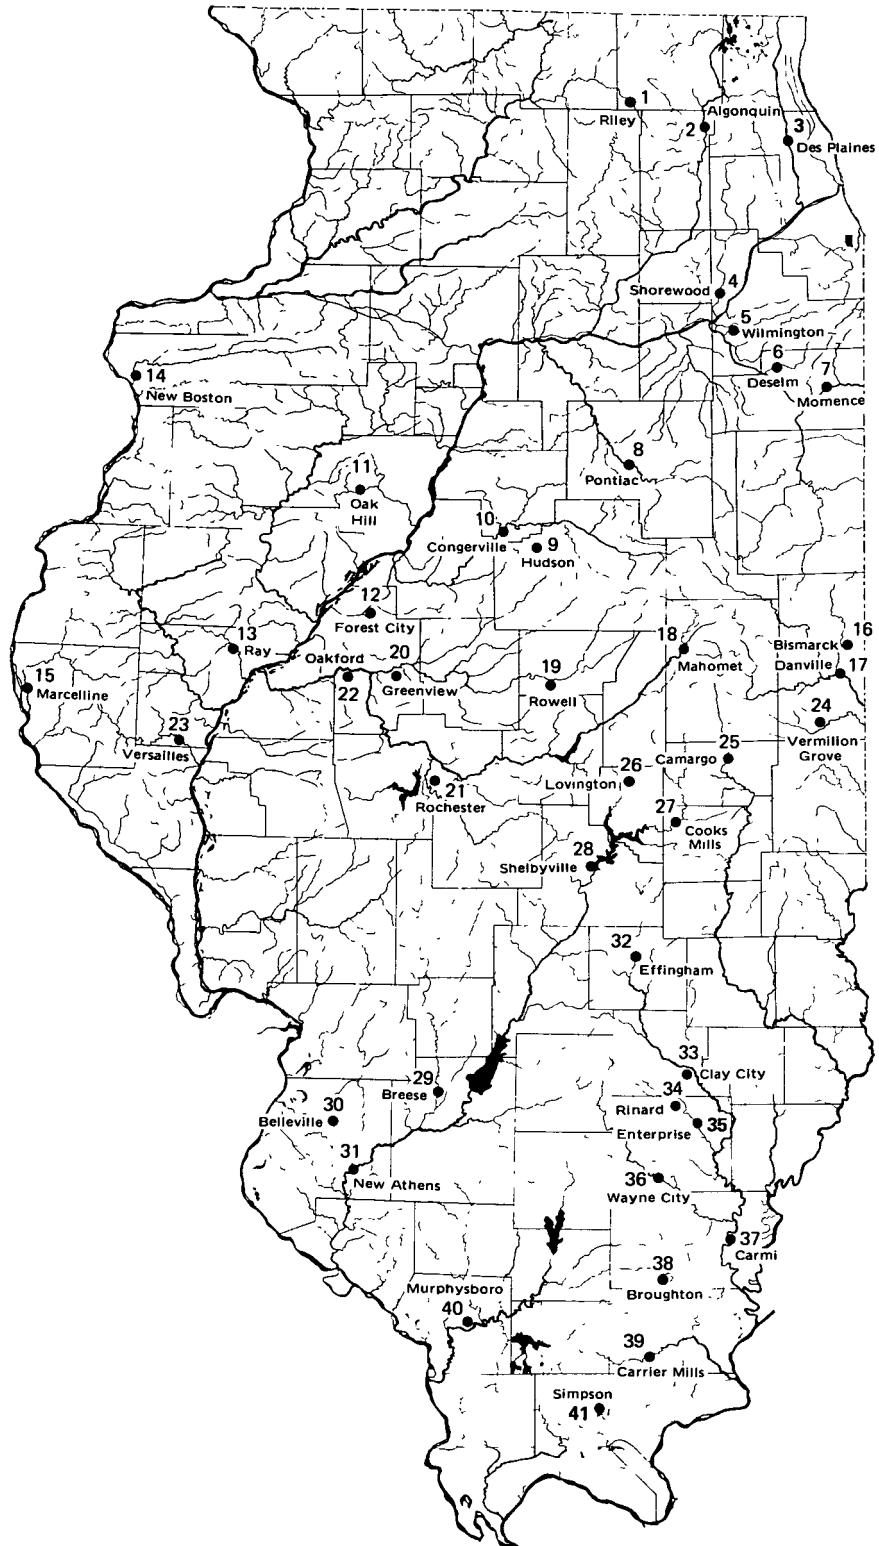 1
Riley
Algonquin
2
3
Des Plaines
Shorewood
4
5
Wilmington
6
Deselm
7
Momence
14
New Boston
8
Pontiac
11
Oak
Hill
10
Congerville
9
Hudson
12
Forest City
13
Ray
Oakford
22
20
Greenview
15
Marcelline
23
Versailles
19
Rowell
18
Mahomet
16
Bismarck
Danville
17
24
Vermilion
Grove
25
Camargo
26
Lovington
21
Rochester
27
Cooks
Mills
28
Shelbyville
32
Effingham
33
Clay City
34
Rinard
Enterprise
35
29
Breese
30
Belleville
31
New Athens
36
Wayne City
37
Carmi
38
Broughton
Murphysboro
40
39
Carrier Mills
Simpson
41